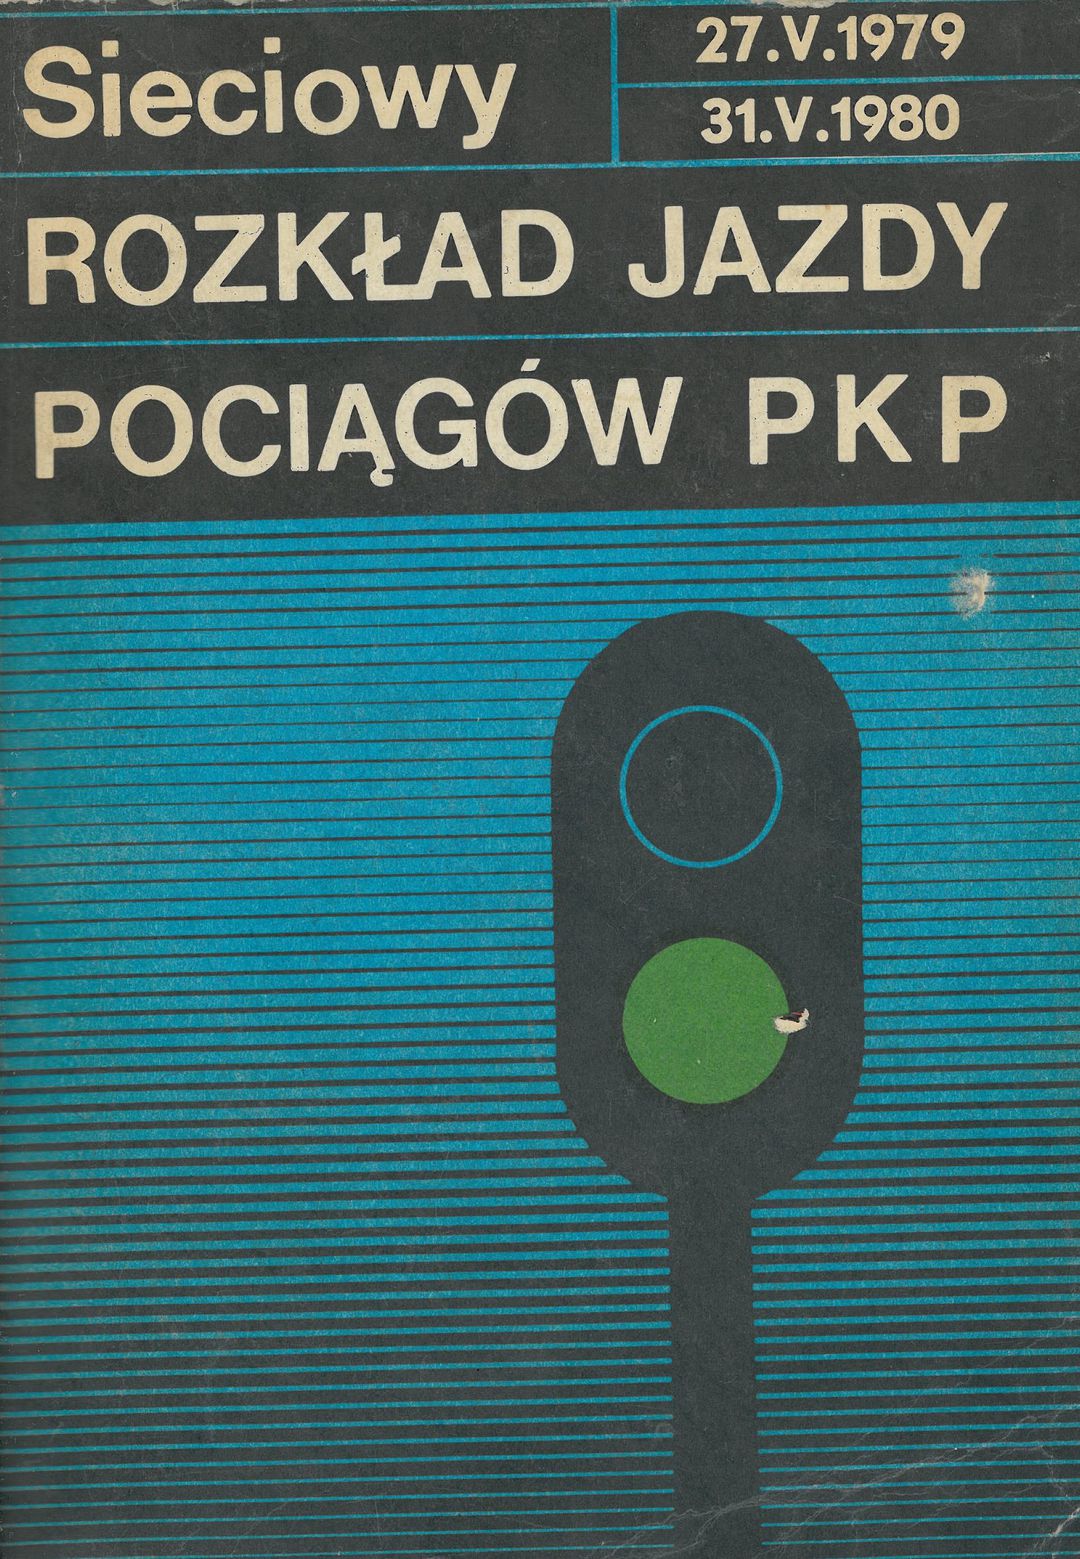 Sieciowy
27.V.1979
31.V.1980
ROZKŁAD JAZDY
POCIĄGÓW PKP